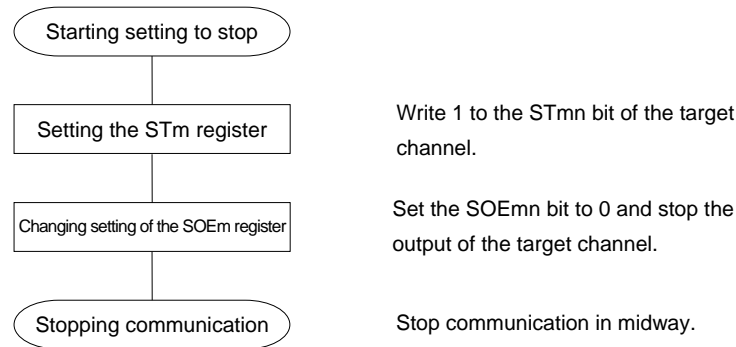 Starting setting to stop
Setting the STm register
Write 1 to the STmn bit of the target
channel.
Changing setting of the SOEm register
Set the SOEmn bit to 0 and stop the
output of the target channel.
Stopping communication
Stop communication in midway.